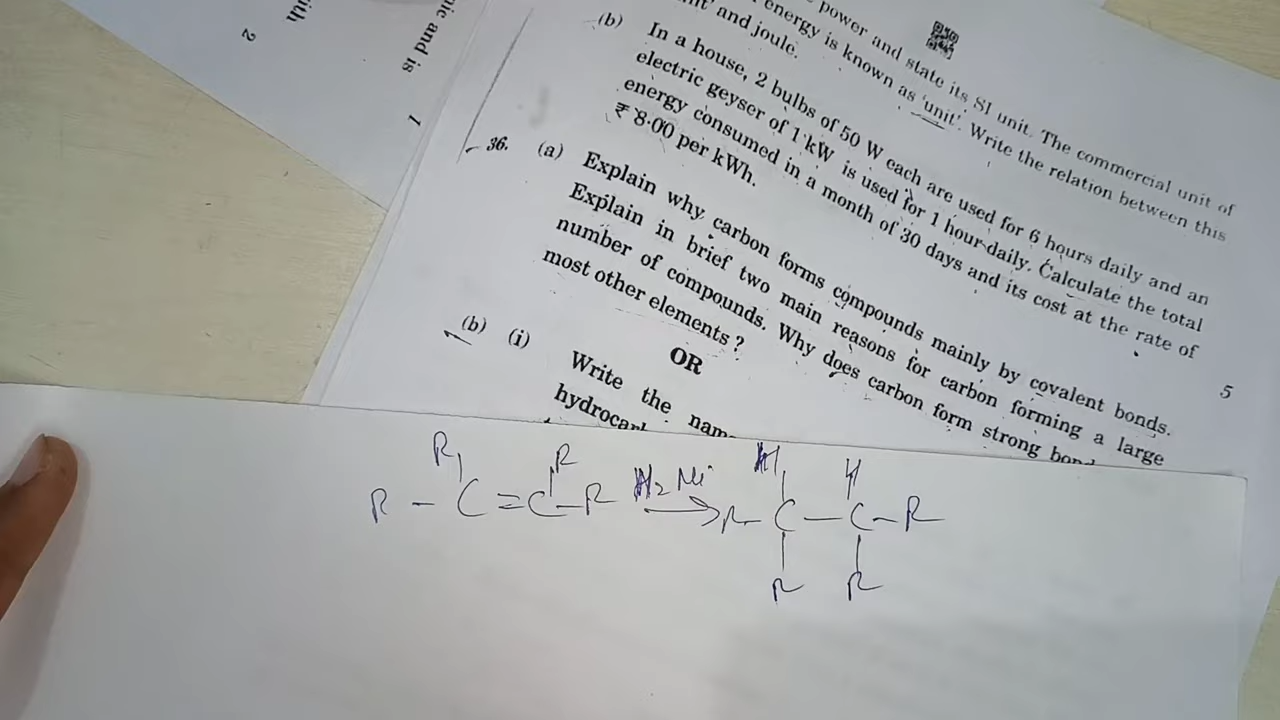 power and state its SI unit. The commercial unit of
energy is known as 'unit'. Write the relation between this
and joule.
(b) In a house, 2 bulbs of 50 W each are used for 6 hours daily and an
electric geyser of 1 kW is used for 1 hour daily. Calculate the total
energy consumed in a month of 30 days and its cost at the rate of
₹ 8·00 per kWh.
5
36. (a) Explain why carbon forms compounds mainly by covalent bonds.
Explain in brief two main reasons for carbon forming a large
number of compounds. Why does carbon form strong
most other elements ?
OR
(b) (i) Write the
and is
1
2
R R H H
R - C = C - R H2 Ni → R - C - C - R
R R